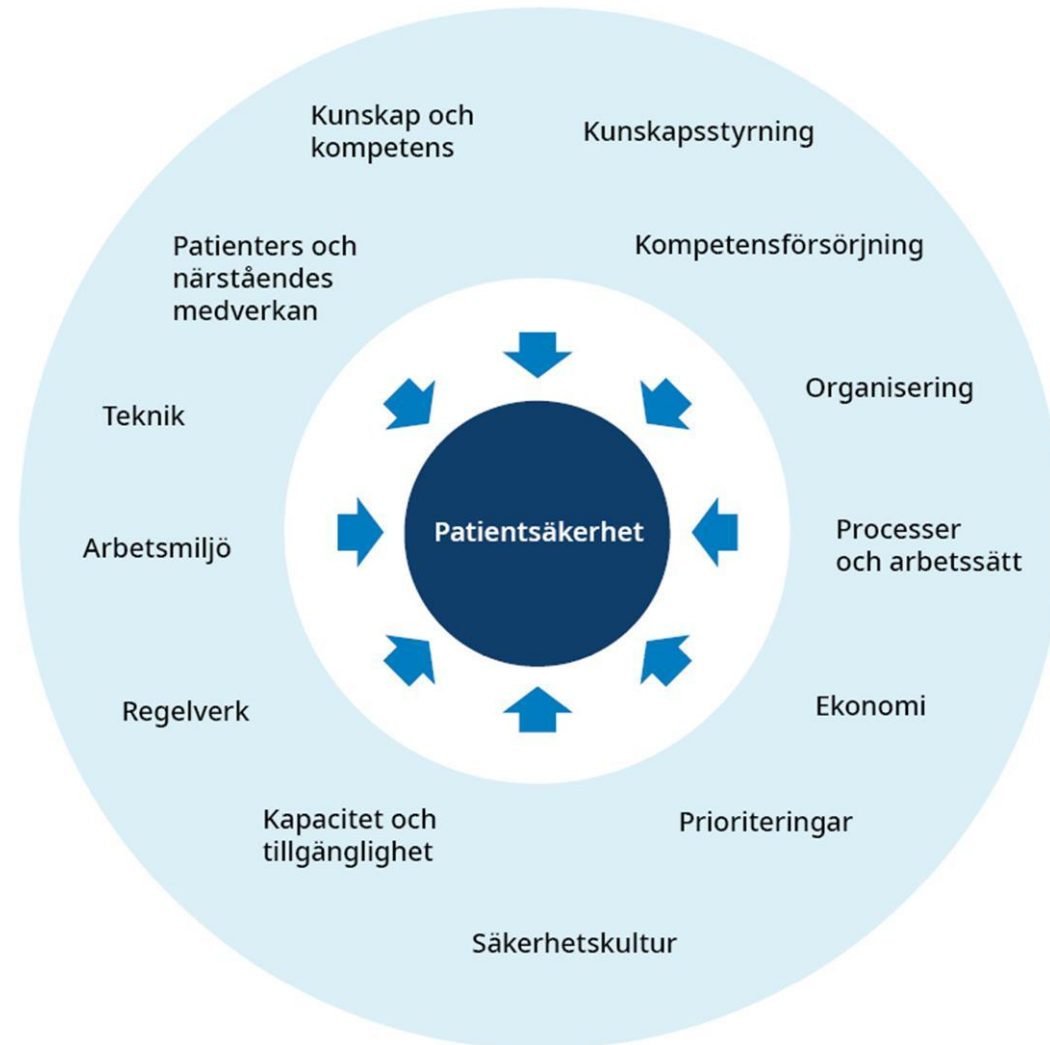 Kunskap och
kompetens
Kunskapsstyrning
Patienters och
närståendes
medverkan
Kompetensförsörjning
Teknik
Organisering
Patientsäkerhet
Arbetsmiljö
Processer
och arbetssätt
Regelverk
Ekonomi
Kapacitet och
tillgänglighet
Prioriteringar
Säkerhetskultur